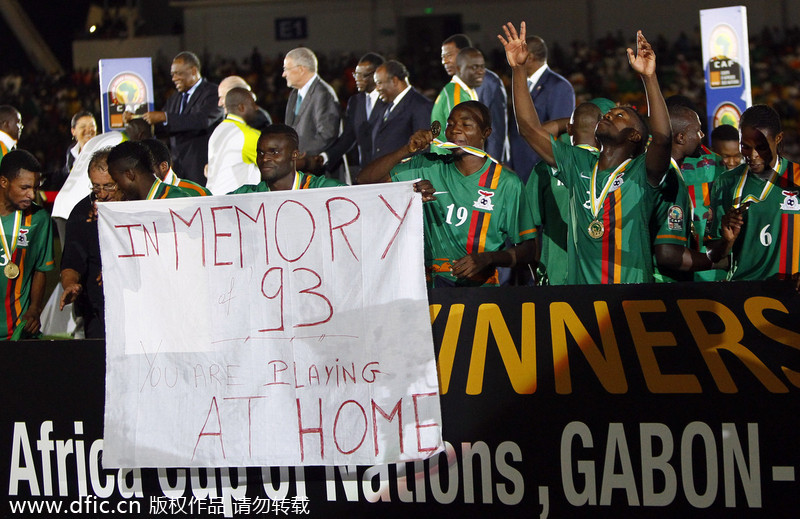 E1
CAF
CAF
19
6
IN MEMORY
of
93
YOU ARE PLAYING
AT HOME
WINNERS
Africa Cup of Nations, GABON-
www.dfic.cn 版权作品 请勿转载